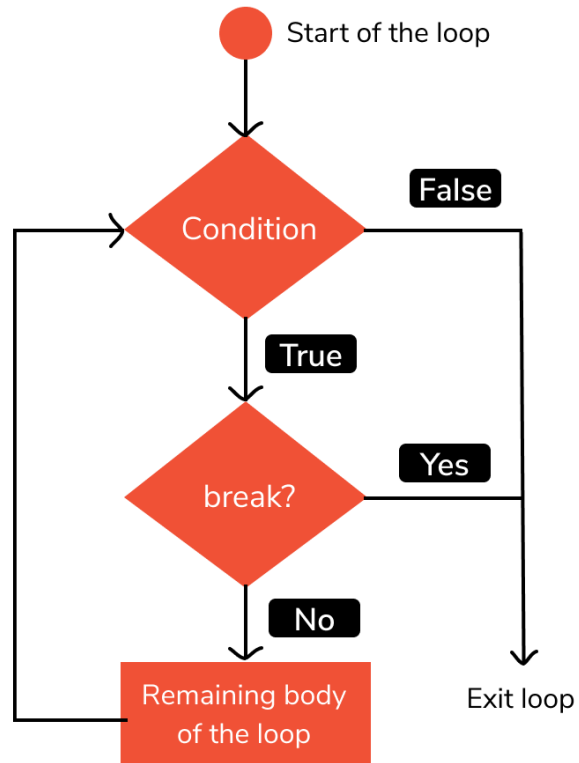 Start of the loop
False
Condition
True
Yes
break?
No
Remaining body
of the loop
Exit loop